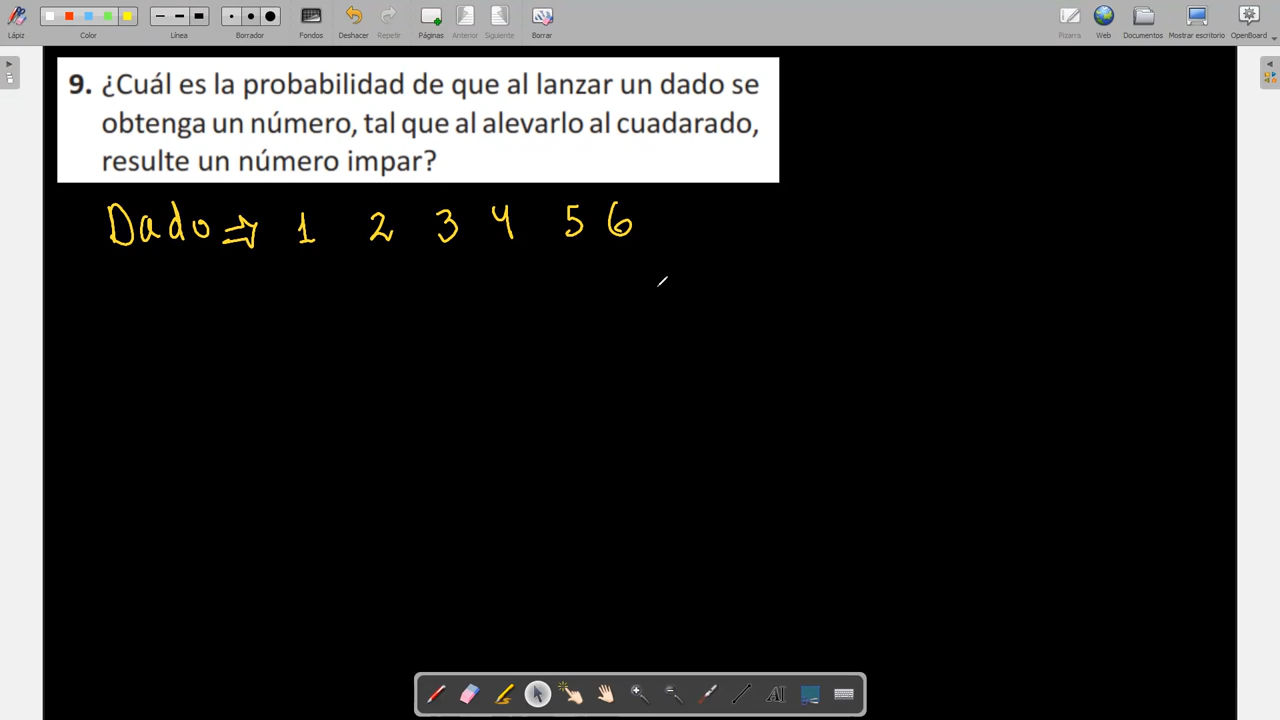 Lápiz Color Línea Borrador Fondos Deshacer Repetir Páginas Anterior Siguiente Borrar Pizarra Web Documentos Mostrar escritorio OpenBoard
9. ¿Cuál es la probabilidad de que al lanzar un dado se
obtenga un número, tal que al alevarlo al cuadarado,
resulte un número impar?
Dado ⇒ 1 2 3 4 5 6
AI